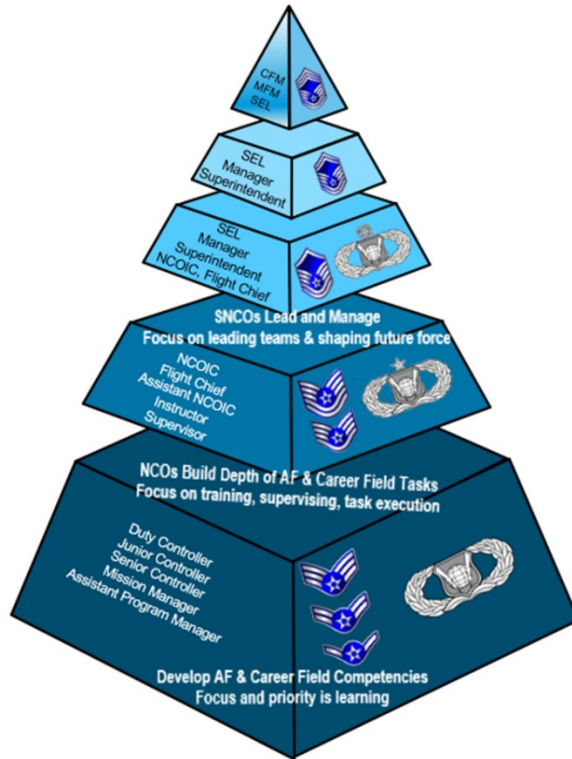 CFM
MFM
SEL
SEL
Manager
Superintendent
SEL
Manager
Superintendent
NCOIC, Flight Chief
SNCOs Lead and Manage
Focus on leading teams & shaping future force
NCOIC
Flight Chief
Assistant NCOIC
Instructor
Supervisor
NCOs Build Depth of AF & Career Field Tasks
Focus on training, supervising, task execution
Duty Controller
Junior Controller
Senior Controller
Mission Manager
Assistant Program Manager
Develop AF & Career Field Competencies
Focus and priority is learning